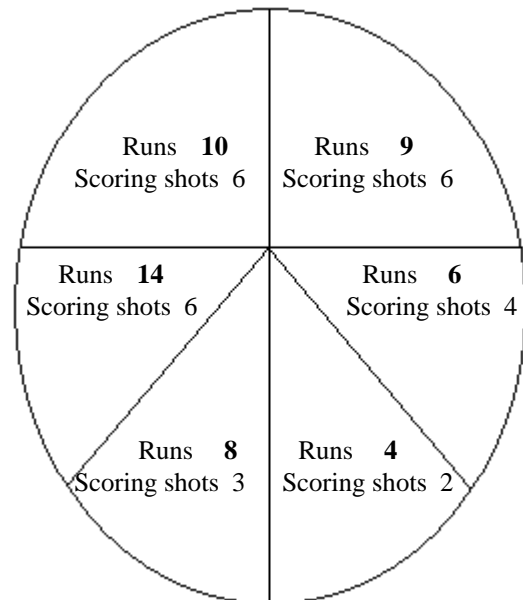 Runs 10
Scoring shots 6
Runs 9
Scoring shots 6
Runs 14
Scoring shots 6
Runs 6
Scoring shots 4
Runs 8
Scoring shots 3
Runs 4
Scoring shots 2